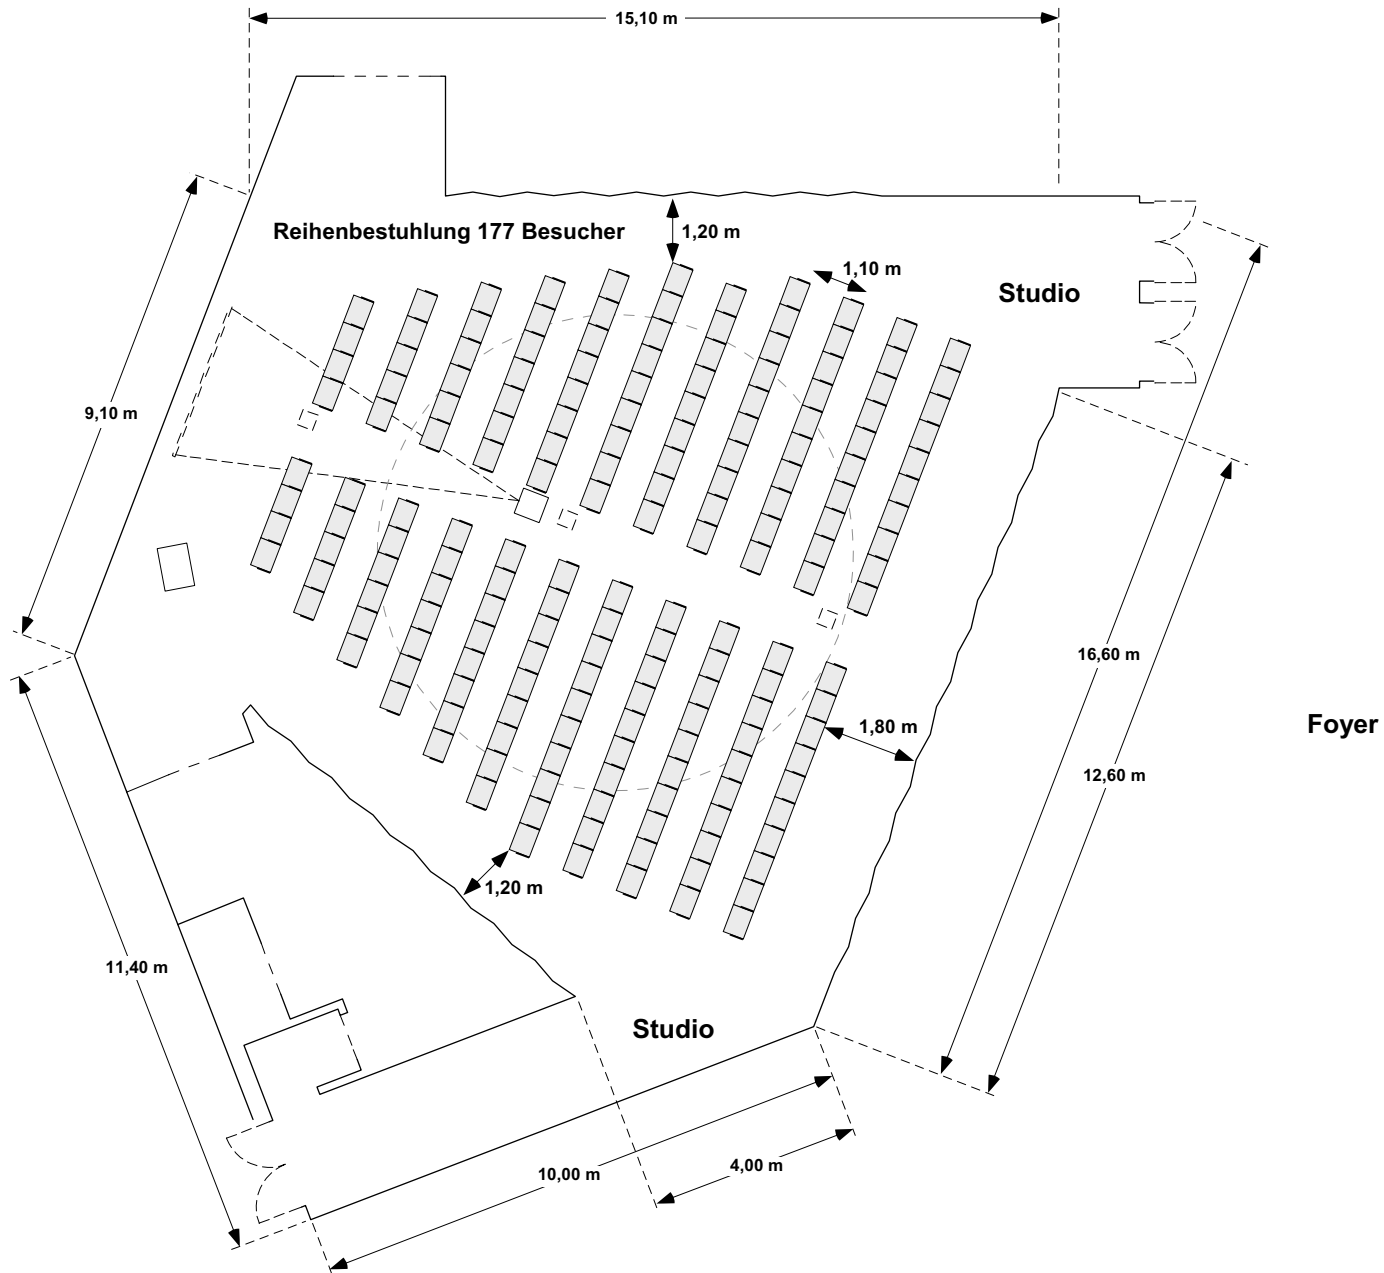 15,10 m
Reihenbestuhlung 177 Besucher
1,20 m
1,10 m
Studio
9,10 m
16,60 m
Foyer
1,80 m
12,60 m
1,20 m
11,40 m
Studio
4,00 m
10,00 m